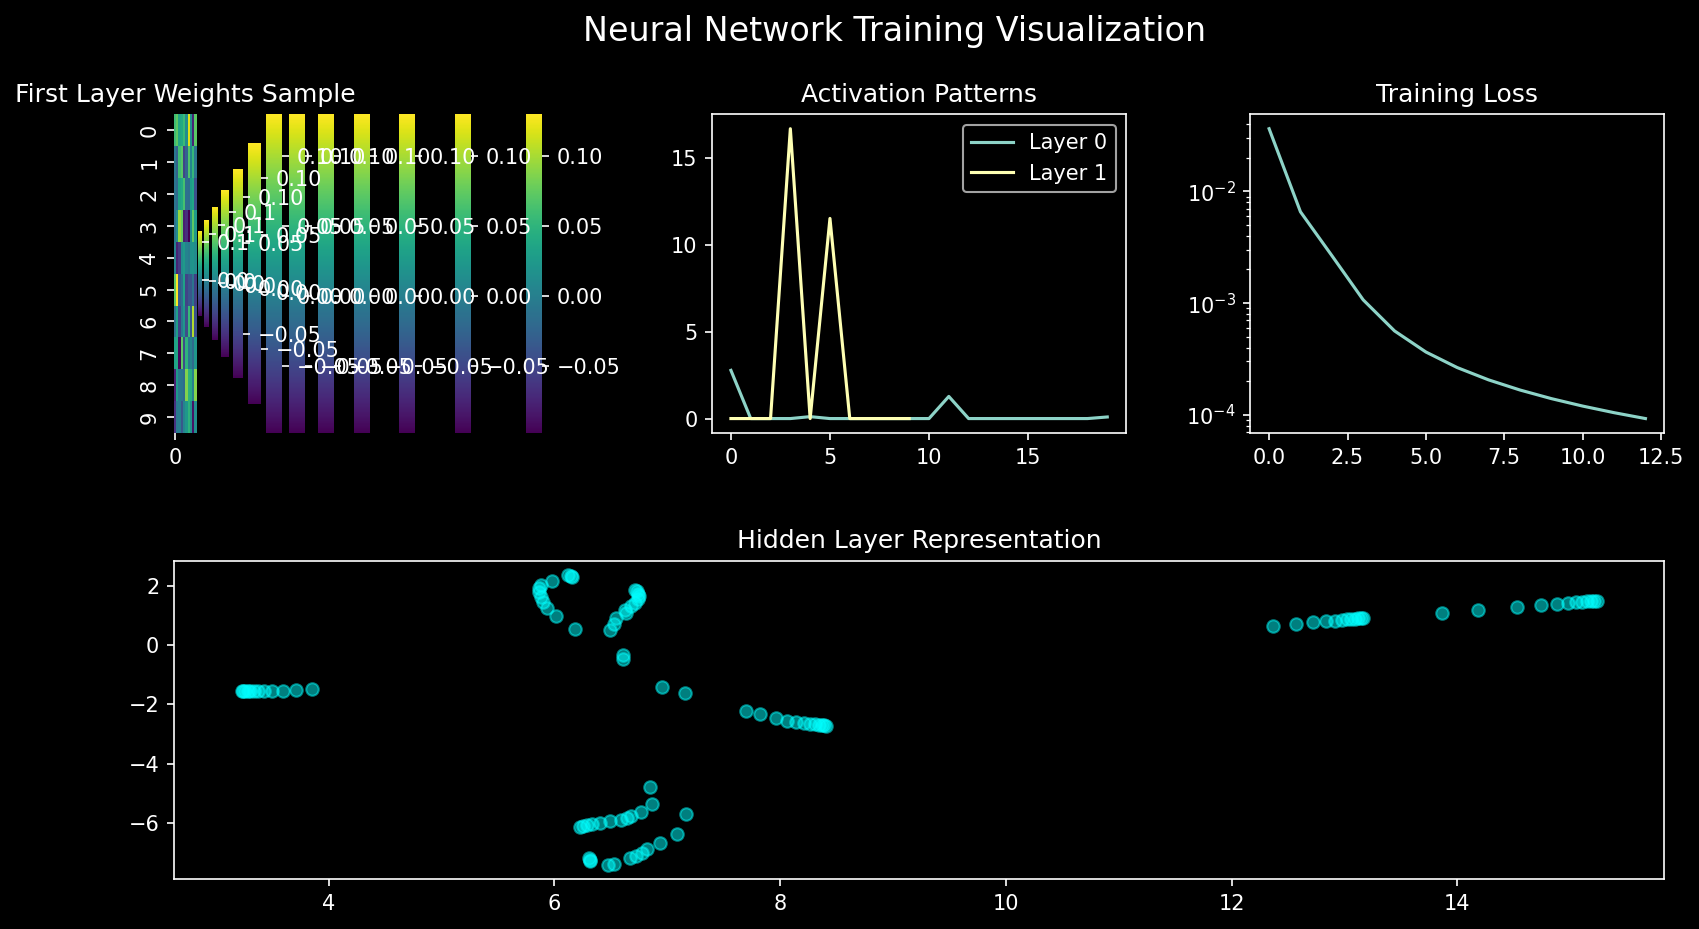 Neural Network Training Visualization
First Layer Weights Sample
0
1
2
3
4
5
6
7
8
9
0
0.10
0.05
0.00
−0.05
Activation Patterns
Layer 0
Layer 1
15
10
5
0
0 5 10 15
Training Loss
10⁻²
10⁻³
10⁻⁴
0.0 2.5 5.0 7.5 10.0 12.5
Hidden Layer Representation
2
0
−2
−4
−6
4 6 8 10 12 14